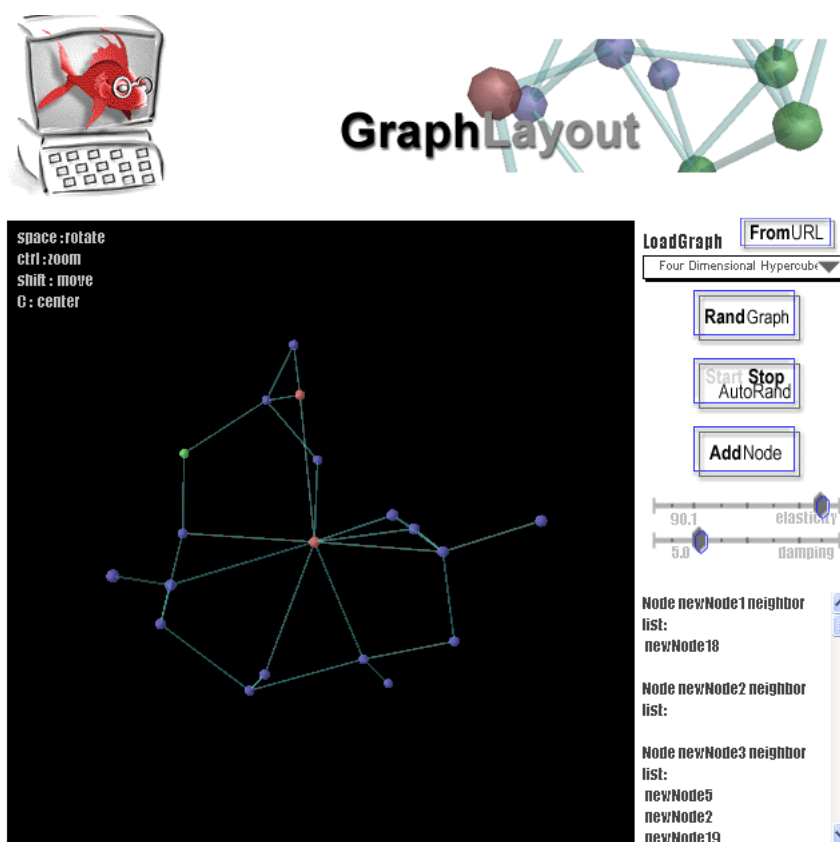 GraphLayout
space :rotate
ctrl :zoom
shift : move
C : center
LoadGraph
FromURL
Four Dimensional Hypercube
RandGraph
Start Stop
AutoRand
AddNode
90.1 elasticity
5.0 damping
Node newNode1 neighbor
list:
newNode18
Node newNode2 neighbor
list:
Node newNode3 neighbor
list:
newNode5
newNode2
newNode19